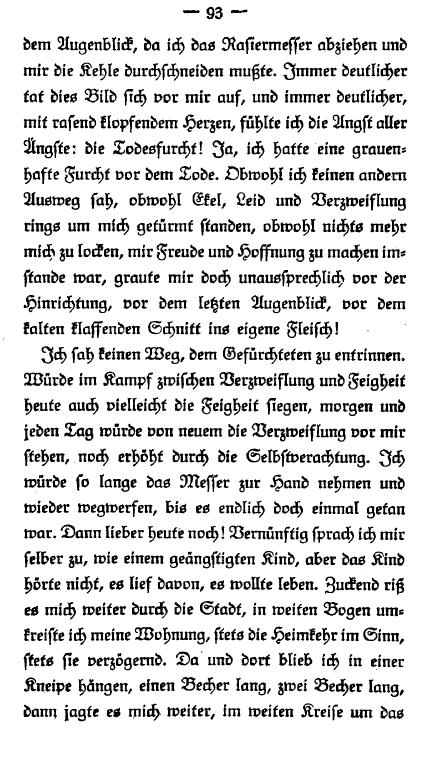 — 93 —
dem Augenblick, da ich das Rasiermesser abziehen und
mir die Kehle durchschneiden mußte. Immer deutlicher
tat dies Bild sich vor mir auf, und immer deutlicher,
mit rasend klopfendem Herzen, fühlte ich die Angst aller
Ängste: die Todesfurcht! Ja, ich hatte eine grauen-
hafte Furcht vor dem Tode. Obwohl ich keinen andern
Ausweg sah, obwohl Ekel, Leid und Verzweiflung
rings um mich getürmt standen, obwohl nichts mehr
mich zu locken, mir Freude und Hoffnung zu machen im-
stande war, graute mir doch unaussprechlich vor der
Hinrichtung, vor dem letzten Augenblick, vor dem
kalten klaffenden Schnitt ins eigene Fleisch!
Ich sah keinen Weg, dem Gefürchteten zu entrinnen.
Würde im Kampf zwischen Verzweiflung und Feigheit
heute auch vielleicht die Feigheit siegen, morgen und
jeden Tag würde von neuem die Verzweiflung vor mir
stehen, noch erhöht durch die Selbstverachtung. Ich
würde so lange das Messer zur Hand nehmen und
wieder wegwerfen, bis es endlich doch einmal getan
war. Dann lieber heute noch! Vernünftig sprach ich mir
selber zu, wie einem geängstigten Kind, aber das Kind
hörte nicht, es lief davon, es wollte leben. Zuckend riß
es mich weiter durch die Stadt, in weiten Bogen um-
kreiste ich meine Wohnung, stets die Heimkehr im Sinn,
stets sie verzögernd. Da und dort blieb ich in einer
Kneipe hängen, einen Becher lang, zwei Becher lang,
dann jagte es mich weiter, im weiten Kreise um das